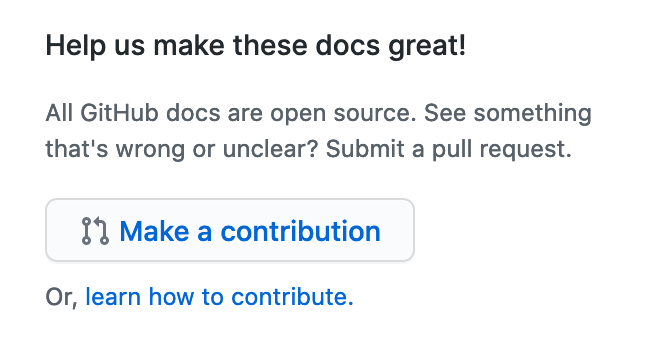 Help us make these docs great!
All GitHub docs are open source. See something
that's wrong or unclear? Submit a pull request.
Make a contribution
Or, learn how to contribute.